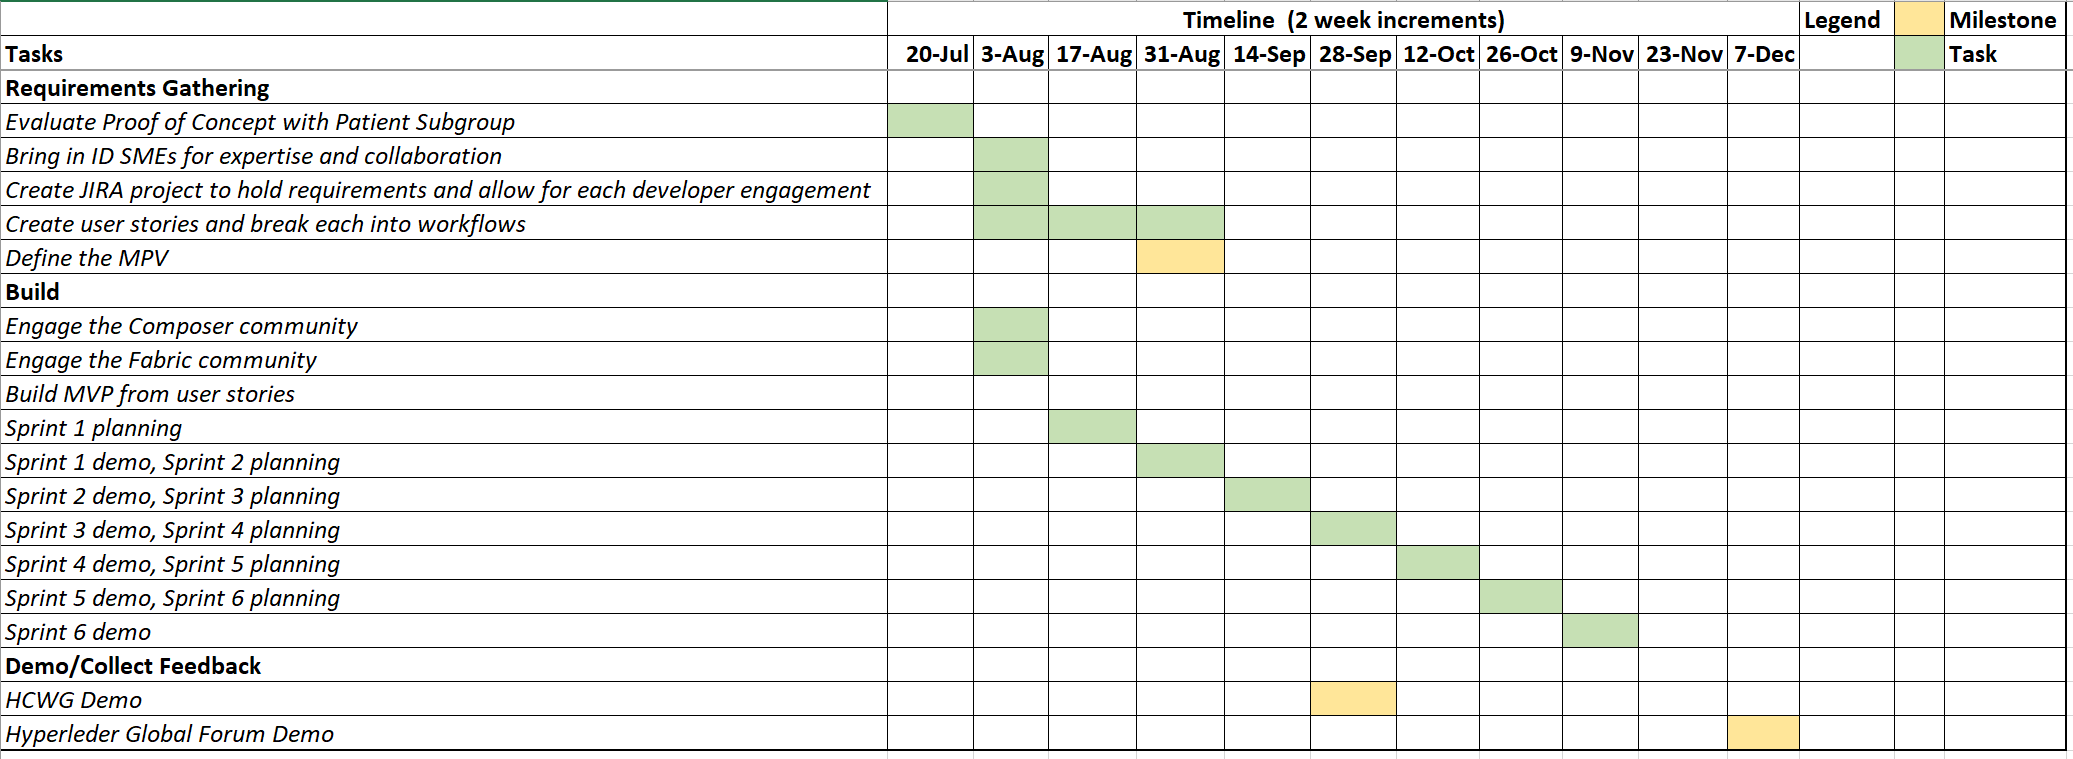 Timeline (2 week increments) Legend Milestone
Tasks 20-Jul 3-Aug 17-Aug 31-Aug 14-Sep 28-Sep 12-Oct 26-Oct 9-Nov 23-Nov 7-Dec Task
Requirements Gathering
Evaluate Proof of Concept with Patient Subgroup
Bring in ID SMEs for expertise and collaboration
Create JIRA project to hold requirements and allow for each developer engagement
Create user stories and break each into workflows
Define the MPV
Build
Engage the Composer community
Engage the Fabric community
Build MVP from user stories
Sprint 1 planning
Sprint 1 demo, Sprint 2 planning
Sprint 2 demo, Sprint 3 planning
Sprint 3 demo, Sprint 4 planning
Sprint 4 demo, Sprint 5 planning
Sprint 5 demo, Sprint 6 planning
Sprint 6 demo
Demo/Collect Feedback
HCWG Demo
Hyperleder Global Forum Demo